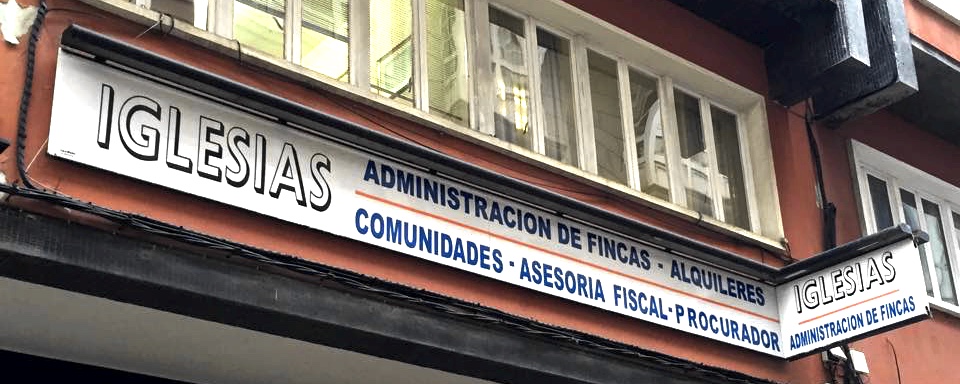 IGLESIAS
ADMINISTRACION DE FINCAS - ALQUILERES
COMUNIDADES - ASESORIA FISCAL - PROCURADOR
IGLESIAS
ADMINISTRACION DE FINCAS